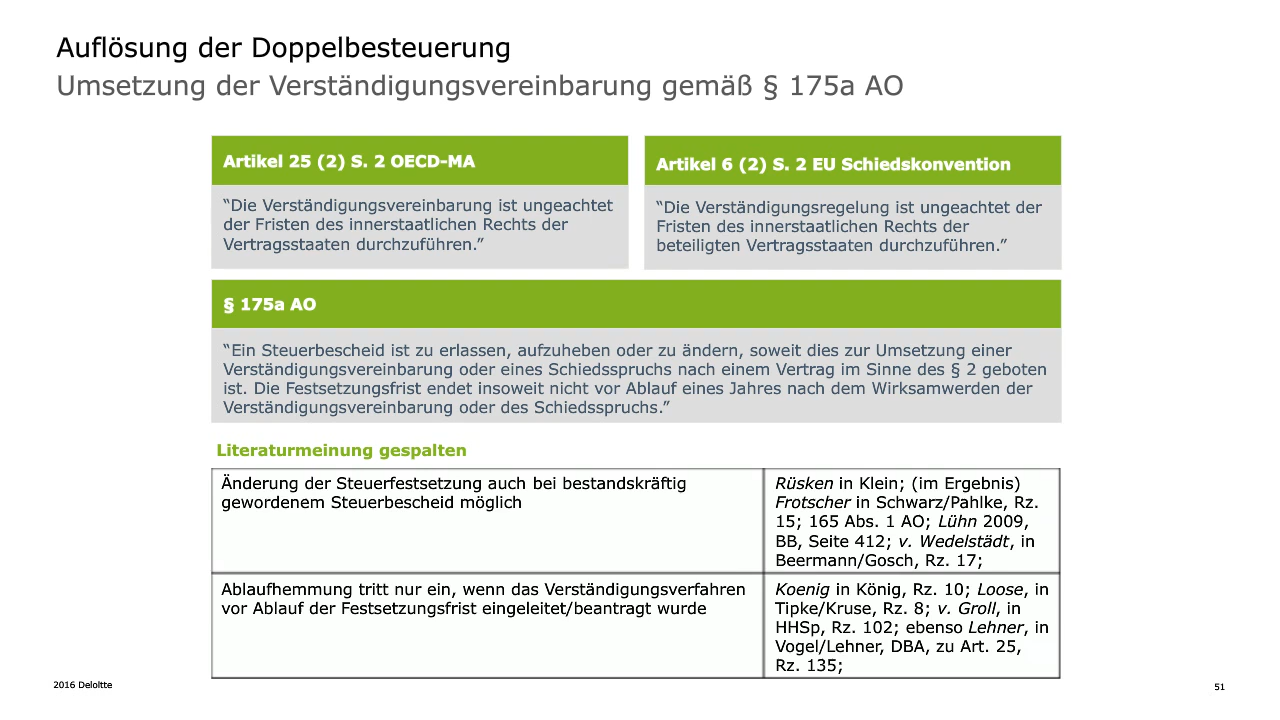 Auflösung der Doppelbesteuerung
Umsetzung der Verständigungsvereinbarung gemäß § 175a AO
Artikel 25 (2) S. 2 OECD-MA
“Die Verständigungsvereinbarung ist ungeachtet
der Fristen des innerstaatlichen Rechts der
Vertragsstaaten durchzuführen.”
Artikel 6 (2) S. 2 EU Schiedskonvention
“Die Verständigungsregelung ist ungeachtet der
Fristen des innerstaatlichen Rechts der
beteiligten Vertragsstaaten durchzuführen.”
§ 175a AO
“Ein Steuerbescheid ist zu erlassen, aufzuheben oder zu ändern, soweit dies zur Umsetzung einer
Verständigungsvereinbarung oder eines Schiedsspruchs nach einem Vertrag im Sinne des § 2 geboten
ist. Die Festsetzungsfrist endet insoweit nicht vor Ablauf eines Jahres nach dem Wirksamwerden der
Verständigungsvereinbarung oder des Schiedsspruchs.”
Literaturmeinung gespalten
Änderung der Steuerfestsetzung auch bei bestandskräftig
gewordenem Steuerbescheid möglich
Rüsken in Klein; (im Ergebnis)
Frotscher in Schwarz/Pahlke, Rz.
15; 165 Abs. 1 AO; Lühn 2009,
BB, Seite 412; v. Wedelstädt, in
Beermann/Gosch, Rz. 17;
Ablaufhemmung tritt nur ein, wenn das Verständigungsverfahren
vor Ablauf der Festsetzungsfrist eingeleitet/beantragt wurde
Koenig in König, Rz. 10; Loose, in
Tipke/Kruse, Rz. 8; v. Groll, in
HHSp, Rz. 102; ebenso Lehner, in
Vogel/Lehner, DBA, zu Art. 25,
Rz. 135;
2016 Deloitte
51